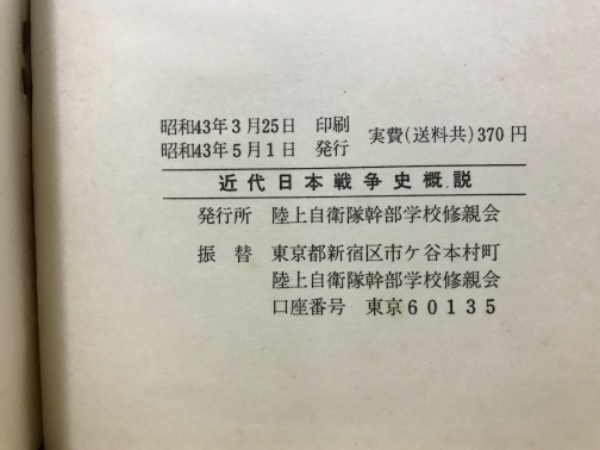 昭和43年3月25日 印刷
昭和43年5月1日 発行
実費(送料共)370円
近代日本戦争史概説
発行所 陸上自衛隊幹部学校修親会
振替 東京都新宿区市ケ谷本村町
陸上自衛隊幹部学校修親会
口座番号 東京60135